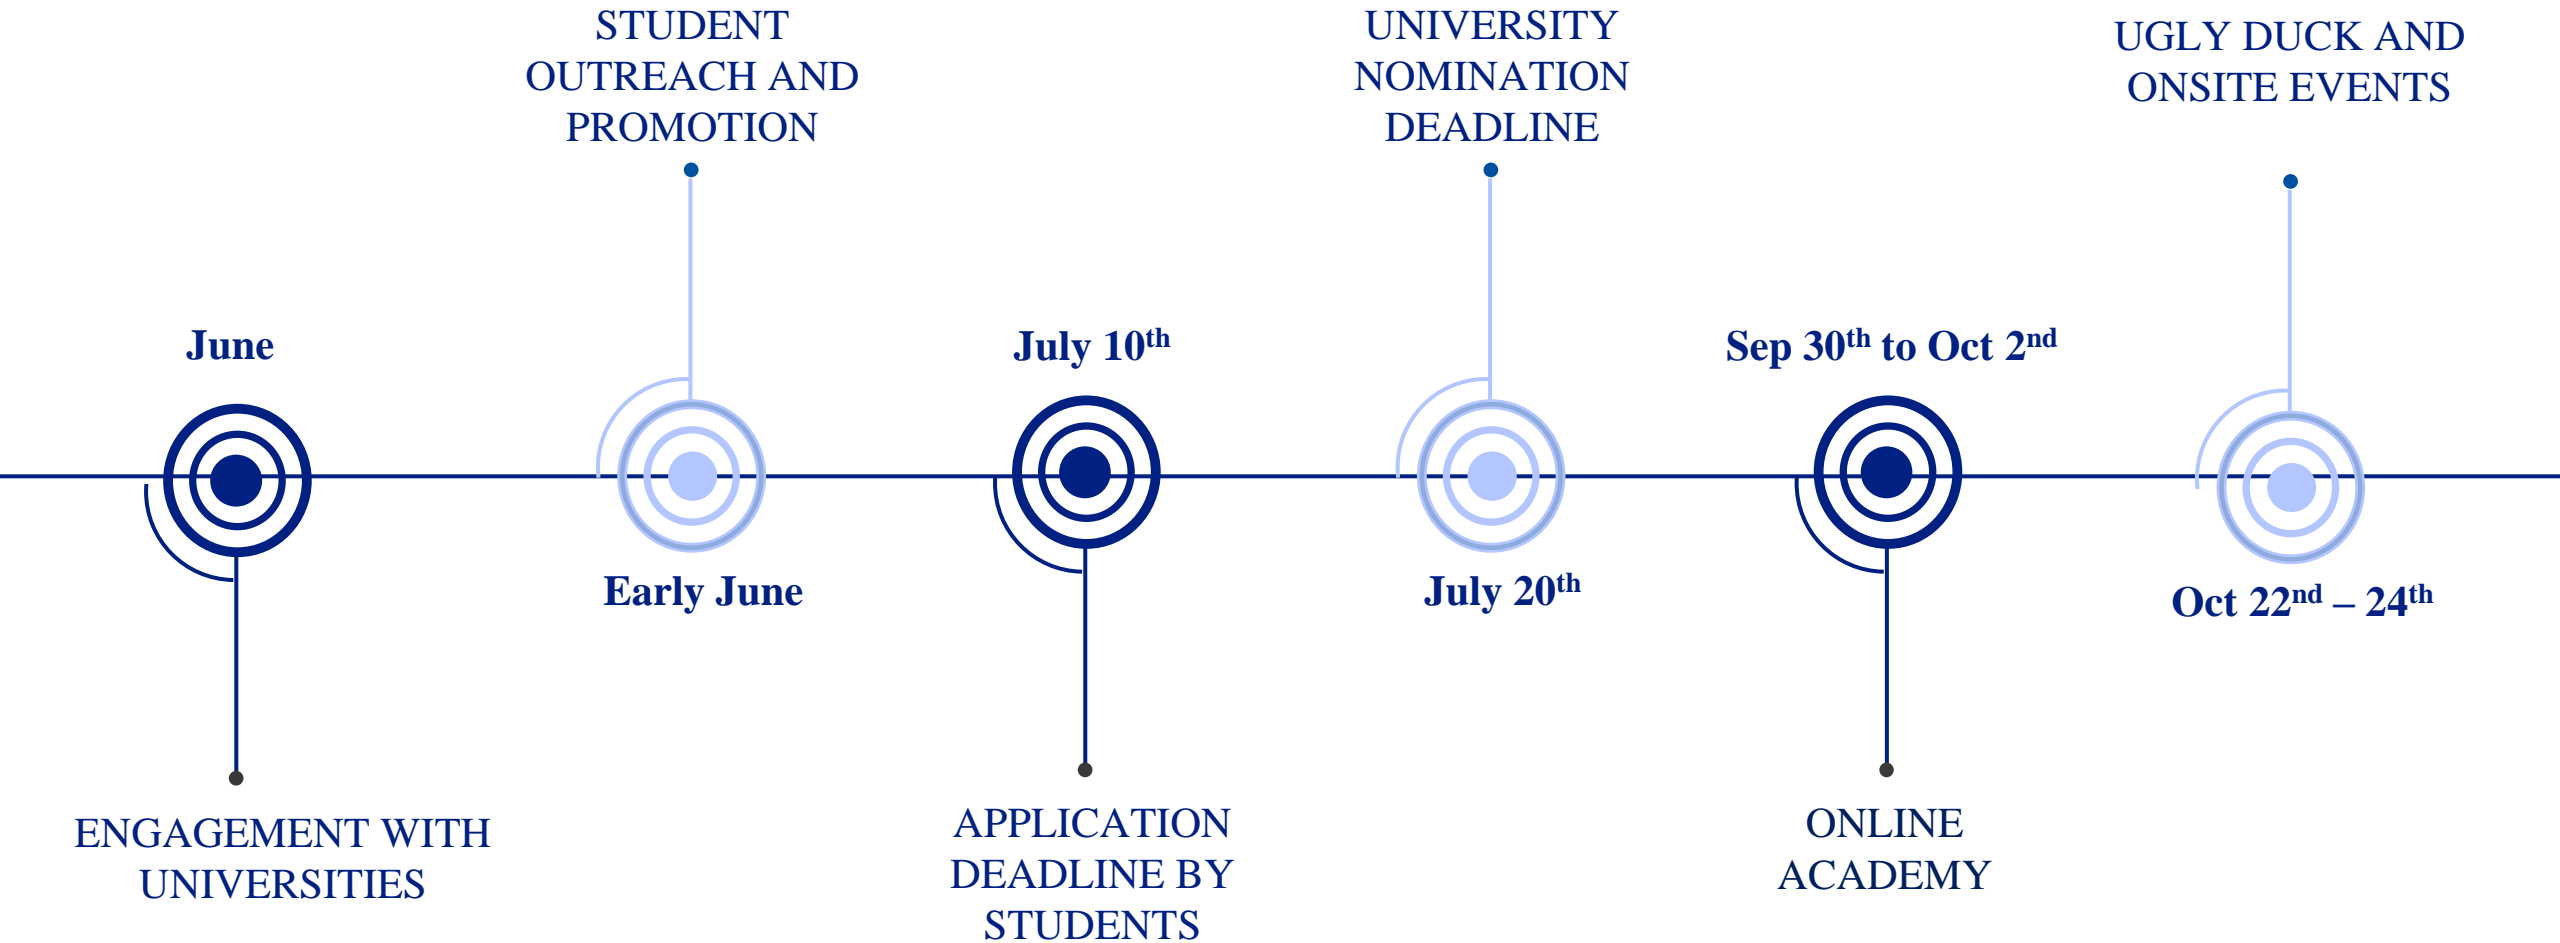 STUDENT
OUTREACH AND
PROMOTION
UNIVERSITY
NOMINATION
DEADLINE
UGLY DUCK AND
ONSITE EVENTS
June
July 10th
Sep 30th to Oct 2nd
Early June
July 20th
Oct 22nd – 24th
ENGAGEMENT WITH
UNIVERSITIES
APPLICATION
DEADLINE BY
STUDENTS
ONLINE
ACADEMY